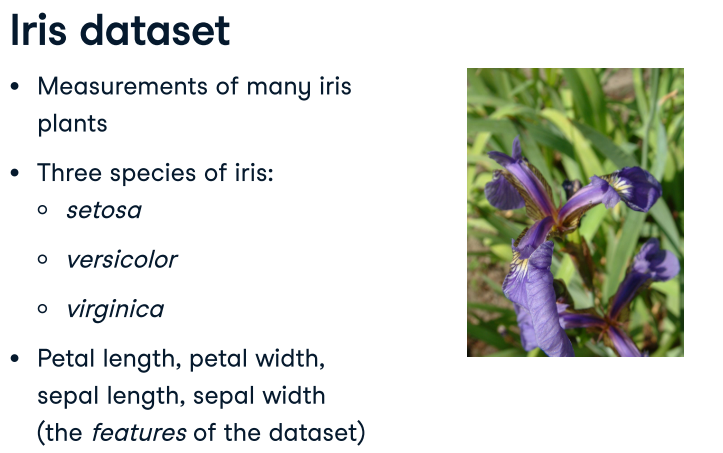 Iris dataset
• Measurements of many iris
plants
• Three species of iris:
○ setosa
○ versicolor
○ virginica
• Petal length, petal width,
sepal length, sepal width
(the features of the dataset)